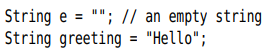 String e = ""; // an empty string
String greeting = "Hello";